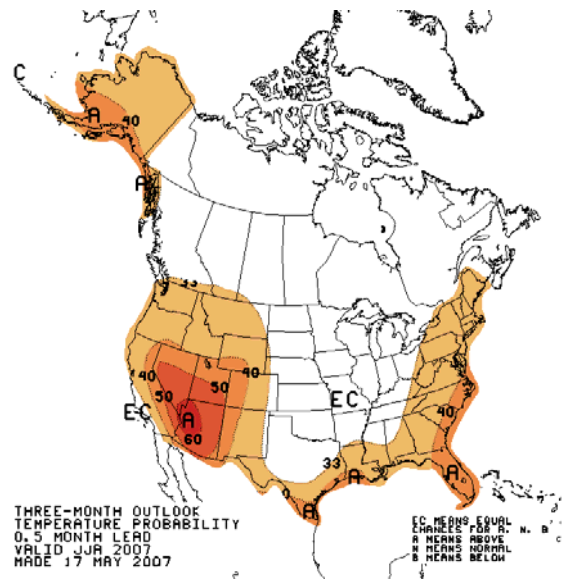 C
A
40
A
33
40
40
50
50
EC
EC
A
60
40
33
A
A
0
A
THREE-MONTH OUTLOOK
TEMPERATURE PROBABILITY
0.5 MONTH LEAD
VALID JJA 2007
MADE 17 MAY 2007
EC MEANS EQUAL
CHANCES FOR A, N, B
A MEANS ABOVE
N MEANS NORMAL
B MEANS BELOW